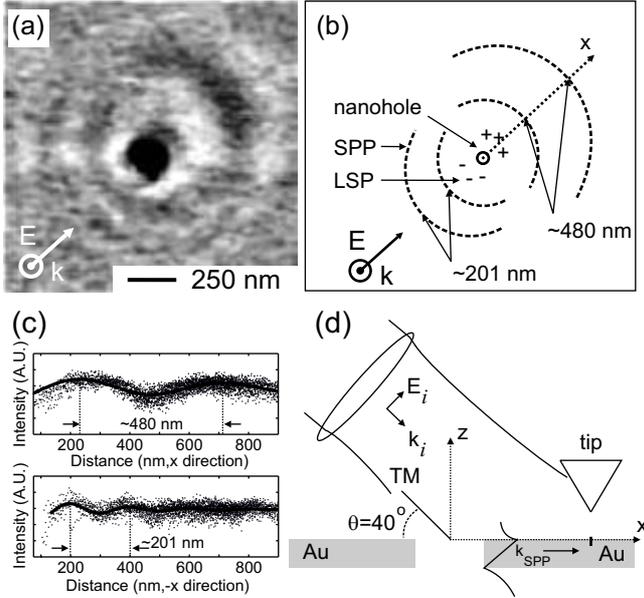 (a)
E
k
250 nm
(b)
x
nanohole
+ + + +
SPP
LSP
- - -
~480 nm
E
k
~201 nm
(c)
Intensity (A.U.)
~480 nm
200 400 600 800
Distance (nm,x direction)
Intensity (A.U.)
~201 nm
200 400 600 800
Distance (nm,-x direction)
(d)
E i
k i
z
tip
TM
θ=40°
x
Au
k SPP
Au